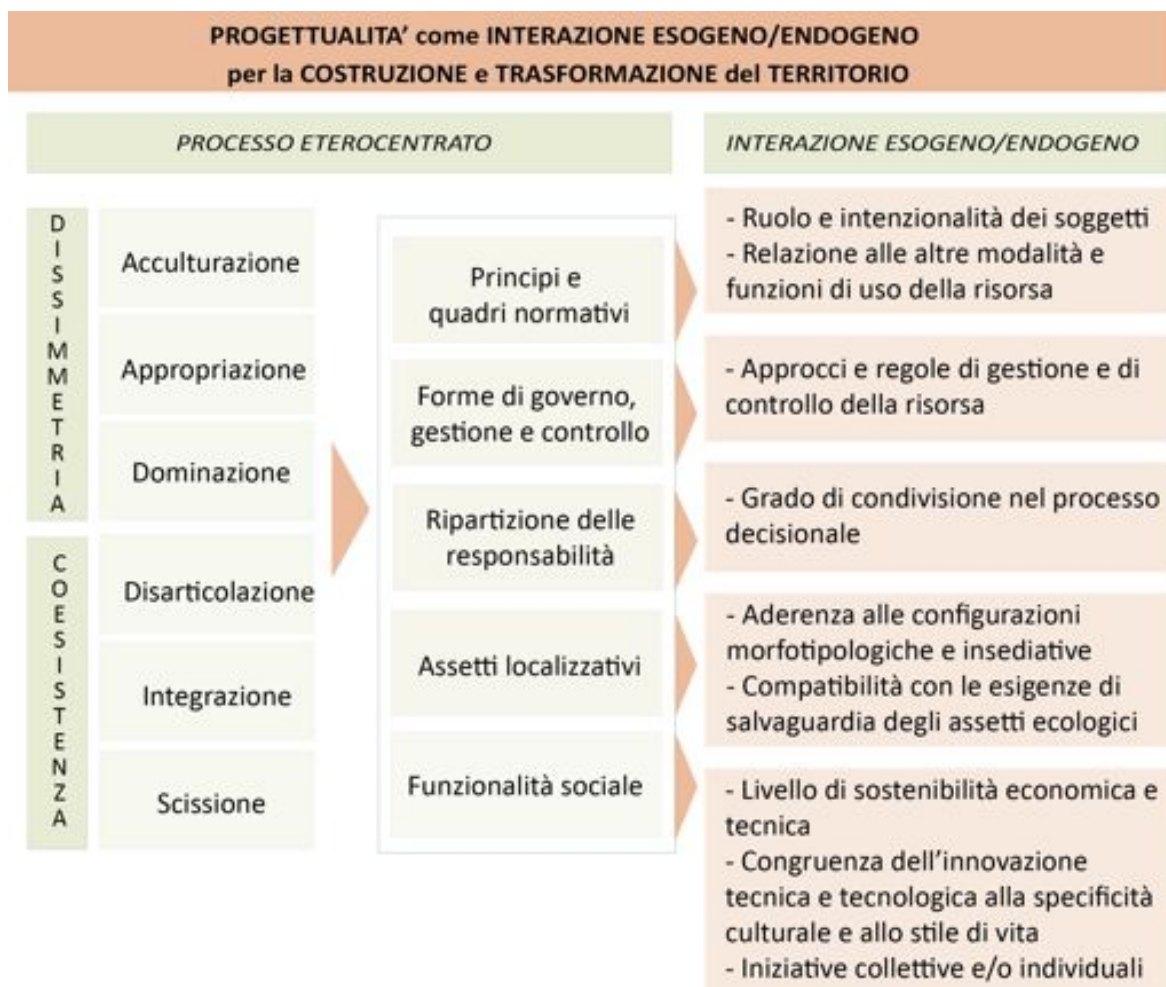 PROGETTUALITA’ come INTERAZIONE ESOGENO/ENDOGENO
per la COSTRUZIONE e TRASFORMAZIONE del TERRITORIO
PROCESSO ETEROCENTRATO
INTERAZIONE ESOGENO/ENDOGENO
DISSIMMETRIA
Acculturazione
Appropriazione
Dominazione
COESISTENZA
Disarticolazione
Integrazione
Scissione
Principi e
quadri normativi
Forme di governo,
gestione e controllo
Ripartizione delle
responsabilità
Assetti localizzativi
Funzionalità sociale
- Ruolo e intenzionalità dei soggetti
- Relazione alle altre modalità e
funzioni di uso della risorsa
- Approcci e regole di gestione e di
controllo della risorsa
- Grado di condivisione nel processo
decisionale
- Aderenza alle configurazioni
morfotipologiche e insediative
- Compatibilità con le esigenze di
salvaguardia degli assetti ecologici
- Livello di sostenibilità economica e
tecnica
- Congruenza dell’innovazione
tecnica e tecnologica alla specificità
culturale e allo stile di vita
- Iniziative collettive e/o individuali